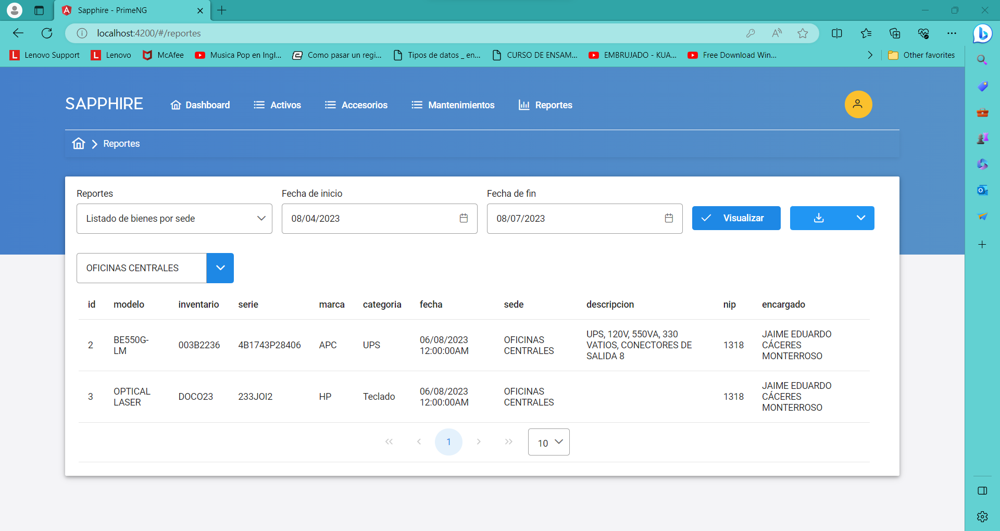 Sapphire - PrimeNG
localhost:4200/#/reportes
Lenovo Support
Lenovo
McAfee
Musica Pop en Ingl...
Como pasar un regi...
Tipos de datos _ en...
CURSO DE ENSAM...
EMBRUJADO - KUA...
Free Download Win...
Other favorites
SAPPHIRE
Dashboard
Activos
Accesorios
Mantenimientos
Reportes
Reportes
Reportes
Fecha de inicio
Fecha de fin
Listado de bienes por sede
08/04/2023
08/07/2023
Visualizar
OFICINAS CENTRALES
id modelo inventario serie marca categoria fecha sede descripcion nip encargado
2
BE550G-
LM
003B2236
4B1743P28406
APC
UPS
06/08/2023
12:00:00AM
OFICINAS
CENTRALES
UPS, 120V, 550VA, 330
VATIOS, CONECTORES DE
SALIDA 8
1318
JAIME EDUARDO
CÁCERES
MONTERROSO
3
OPTICAL
LASER
DOCO23
233JOI2
HP
Teclado
06/08/2023
12:00:00AM
OFICINAS
CENTRALES
1318
JAIME EDUARDO
CÁCERES
MONTERROSO
1
10